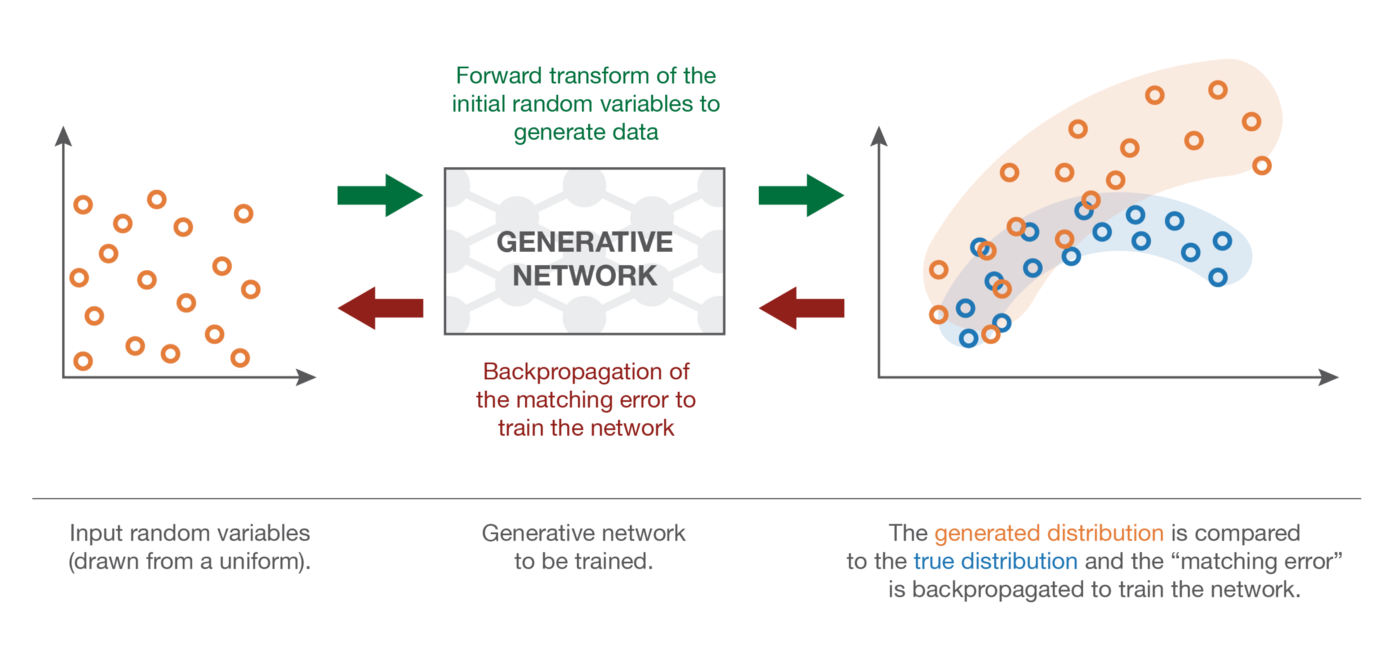 Forward transform of the
initial random variables to
generate data
GENERATIVE
NETWORK
Backpropagation of
the matching error to
train the network
Input random variables
(drawn from a uniform).
Generative network
to be trained.
The generated distribution is compared
to the true distribution and the “matching error”
is backpropagated to train the network.